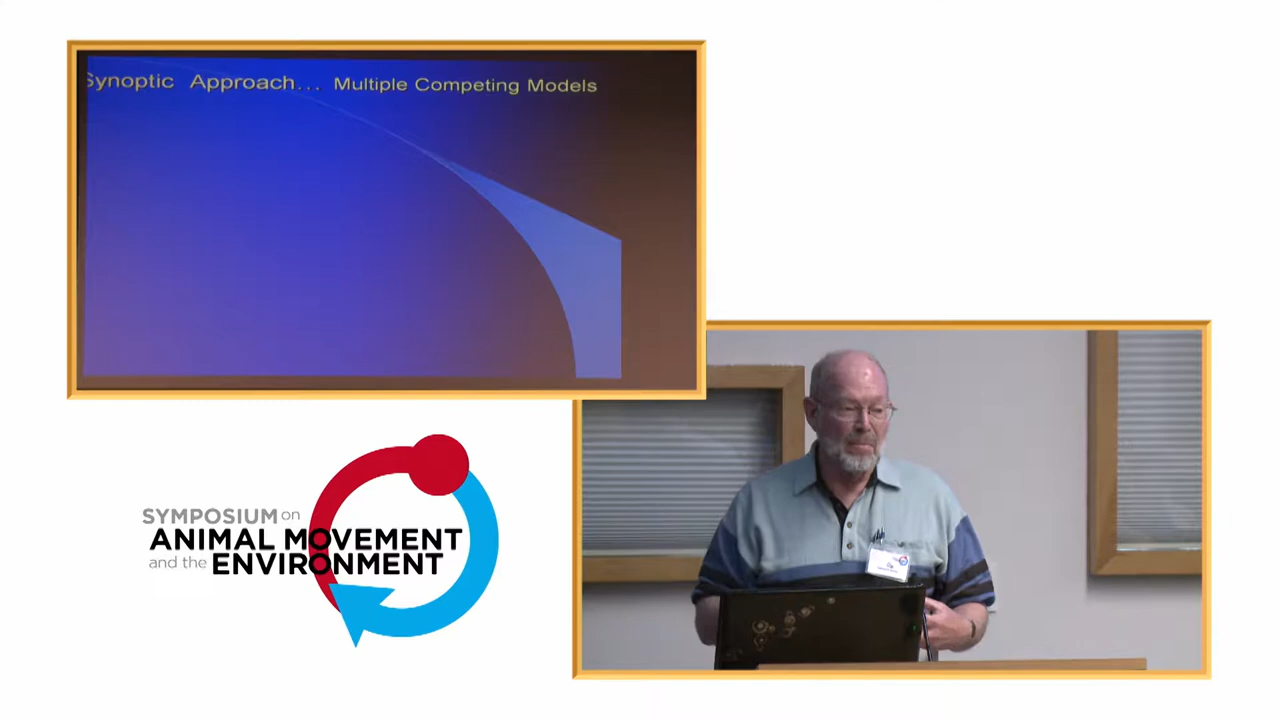 Synoptic Approach... Multiple Competing Models
SYMPOSIUM on
ANIMAL MOVEMENT
and the ENVIRONMENT